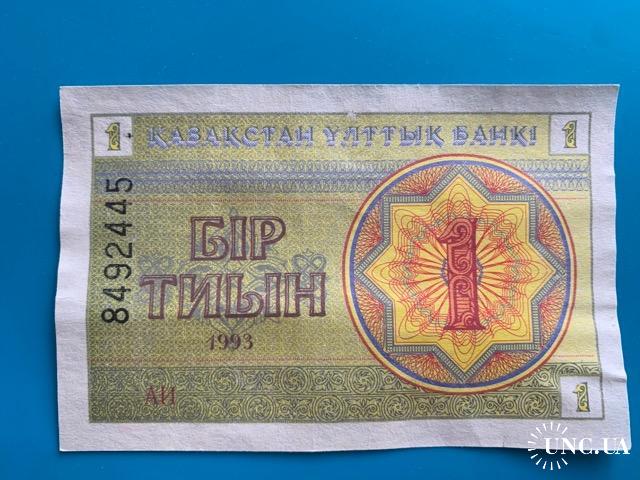 1 ҚАЗАҚСТАН ҰЛТТЫҚ БАНКІ 1
8492445
БІР
ТИЫН
1993
1
АИ
1
UNC.UA